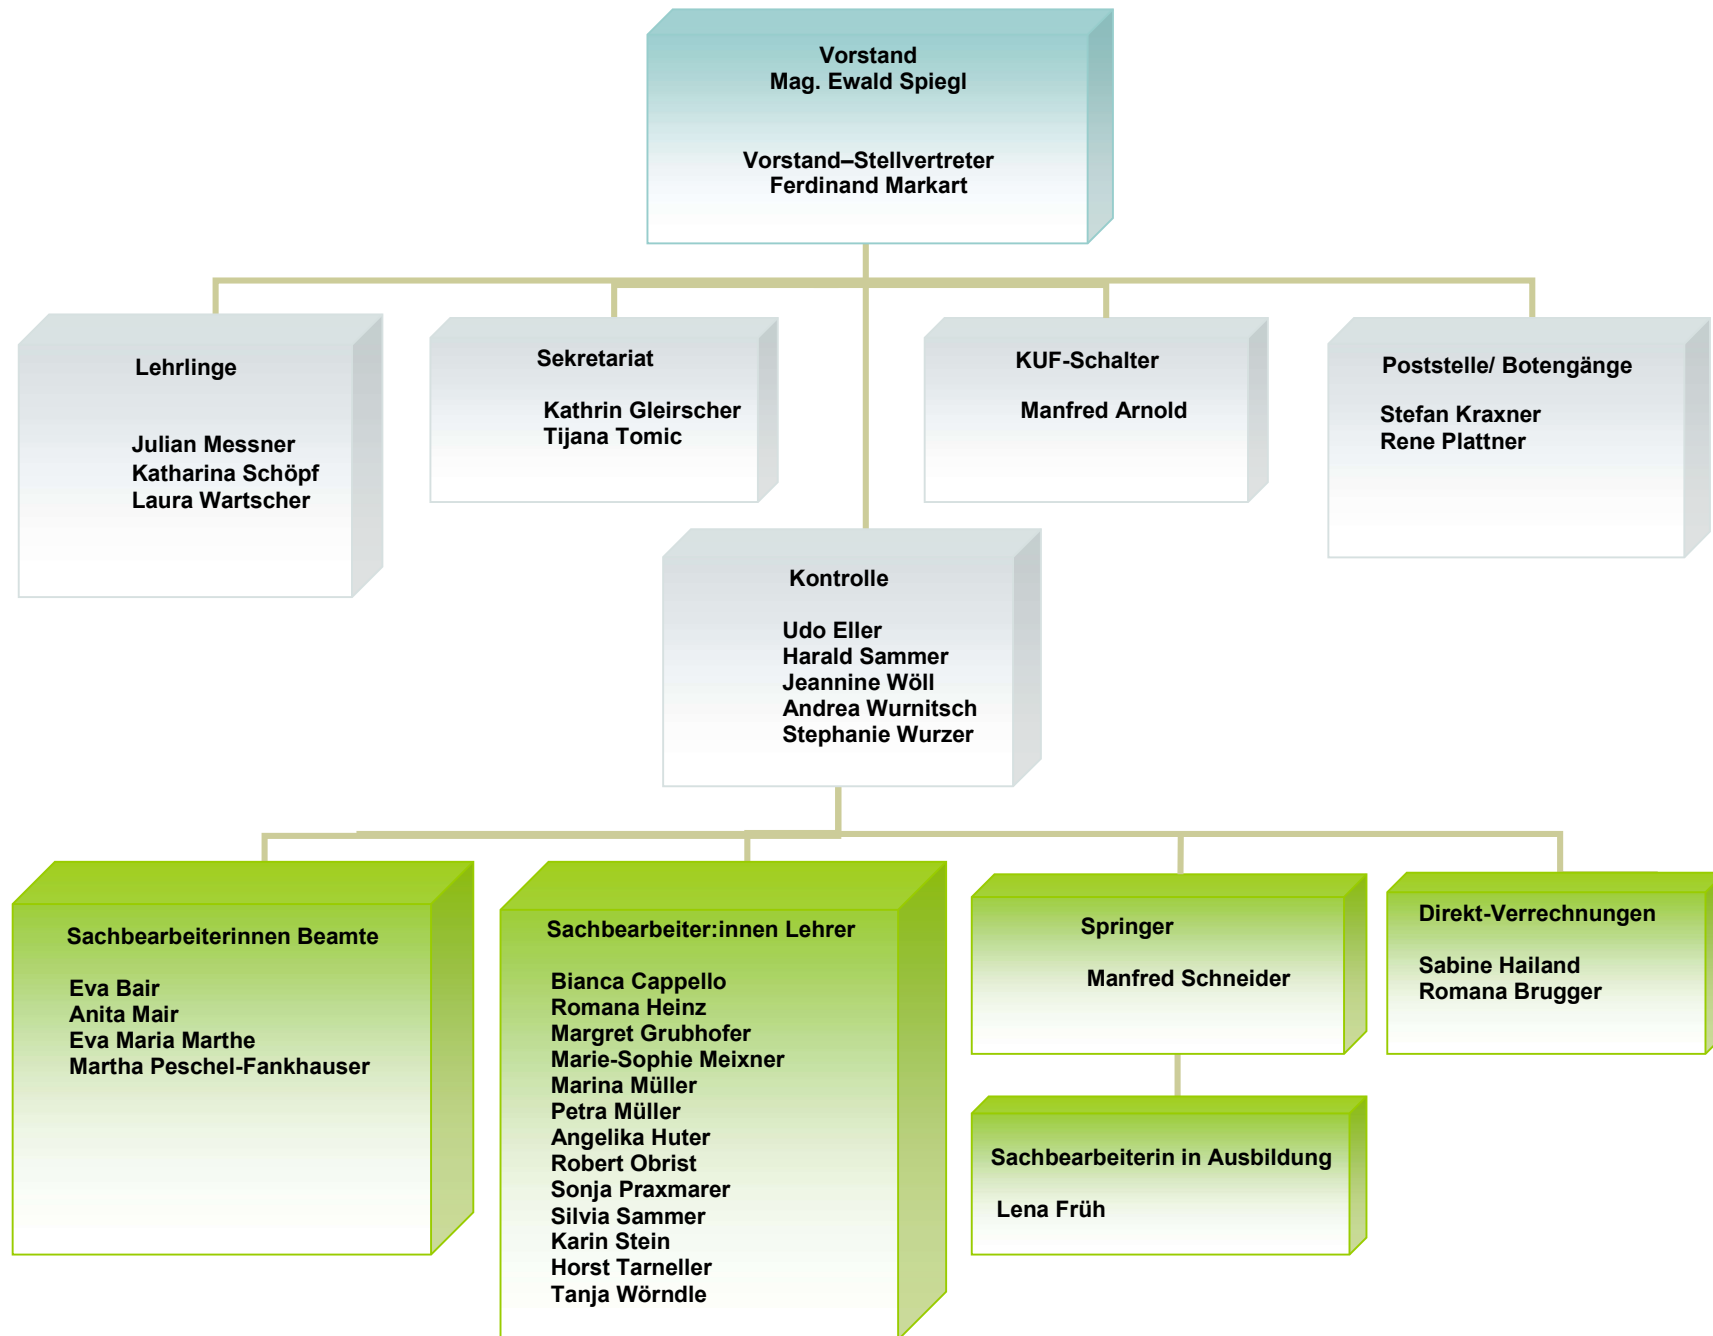 Vorstand
Mag. Ewald Spiegl
Vorstand–Stellvertreter
Ferdinand Markart
Lehrlinge
Julian Messner
Katharina Schöpf
Laura Wartscher
Sekretariat
Kathrin Gleirscher
Tijana Tomic
KUF-Schalter
Manfred Arnold
Poststelle/ Botengänge
Stefan Kraxner
Rene Plattner
Kontrolle
Udo Eller
Harald Sammer
Jeannine Wöll
Andrea Wurnitsch
Stephanie Wurzer
Sachbearbeiterinnen Beamte
Eva Bair
Anita Mair
Eva Maria Marthe
Martha Peschel-Fankhauser
Sachbearbeiter:innen Lehrer
Bianca Cappello
Romana Heinz
Margret Grubhofer
Marie-Sophie Meixner
Marina Müller
Petra Müller
Angelika Huter
Robert Obrist
Sonja Praxmarer
Silvia Sammer
Karin Stein
Horst Tarneller
Tanja Wörndle
Springer
Manfred Schneider
Direkt-Verrechnungen
Sabine Hailand
Romana Brugger
Sachbearbeiterin in Ausbildung
Lena Früh